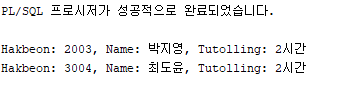 PL/SQL 프로시저가 성공적으로 완료되었습니다.
Hakbeon: 2003, Name: 박지영, Tutolling: 2시간
Hakbeon: 3004, Name: 최도윤, Tutolling: 2시간